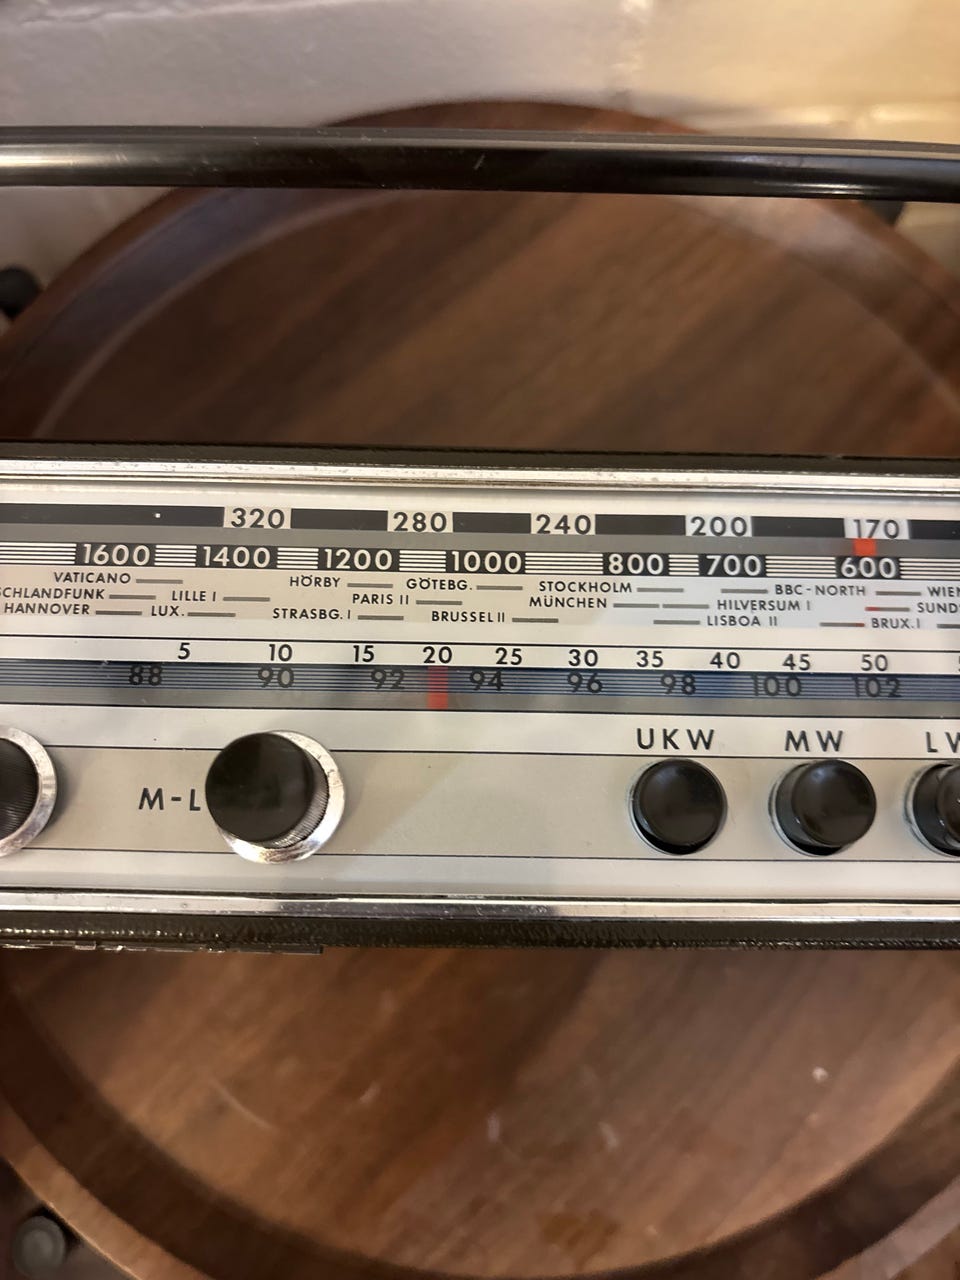 320 280 240 200 170
1600 1400 1200 1000 800 700 600
VATICANO HÖRBY GÖTEBG. STOCKHOLM BBC-NORTH
LILLE I PARIS II MÜNCHEN HILVERSUM I
HANNOVER LUX. STRASBG. I BRUSSEL II LISBOA II BRUX. I
5 10 15 20 25 30 35 40 45 50
88 90 92 94 96 98 100 102
UKW MW
M-L